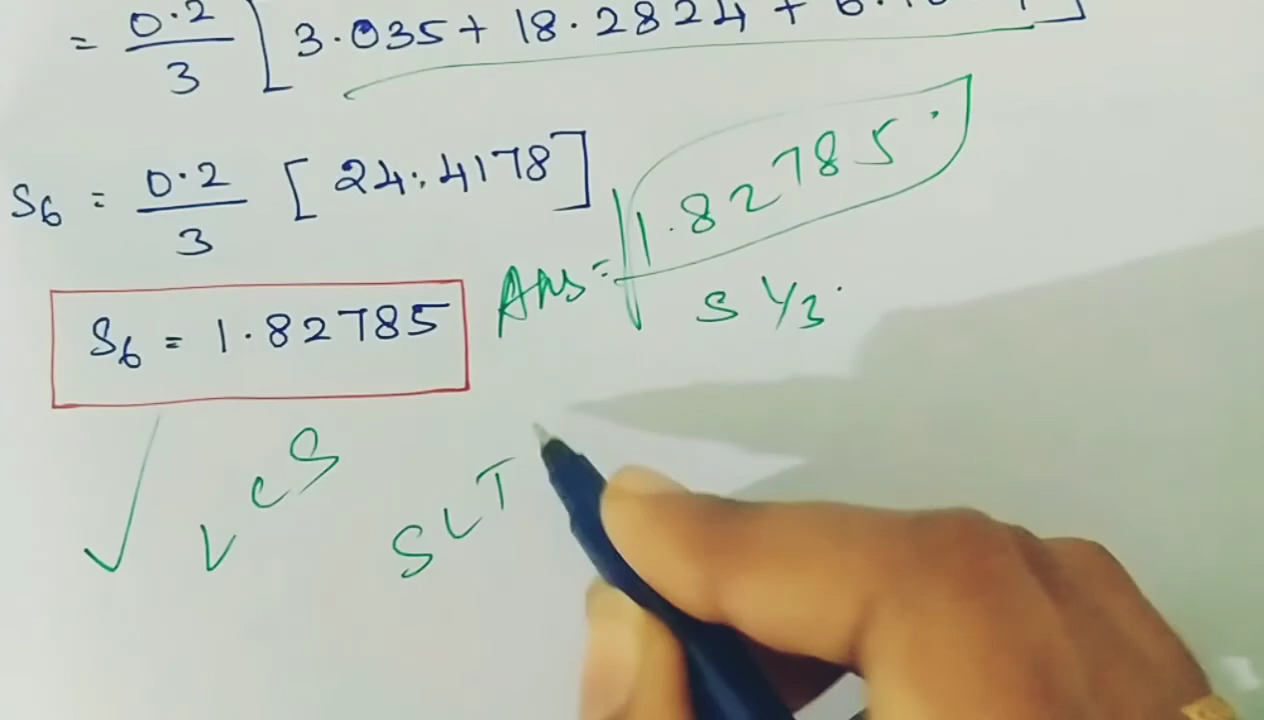 = 0.2/3 [ 3.035 + 18.2824 +
S6 = 0.2/3 [ 24.4178 ]
Ans = 1.82785
S 1/3
S6 = 1.82785
V C S
S L T